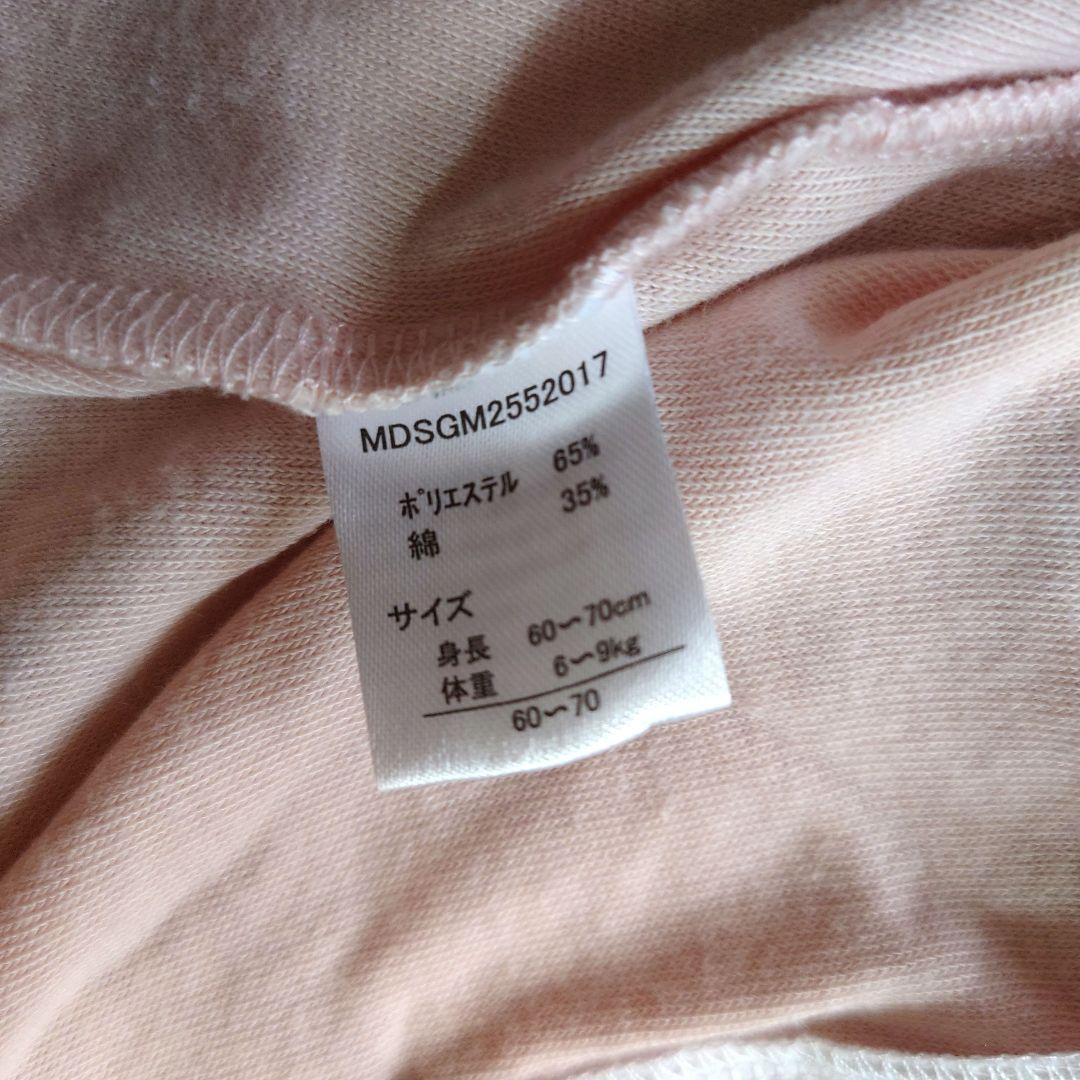 MDSGM2552017
ポリエステル 65%
綿 35%
サイズ
身長 60〜70cm
体重 6〜9kg
60〜70